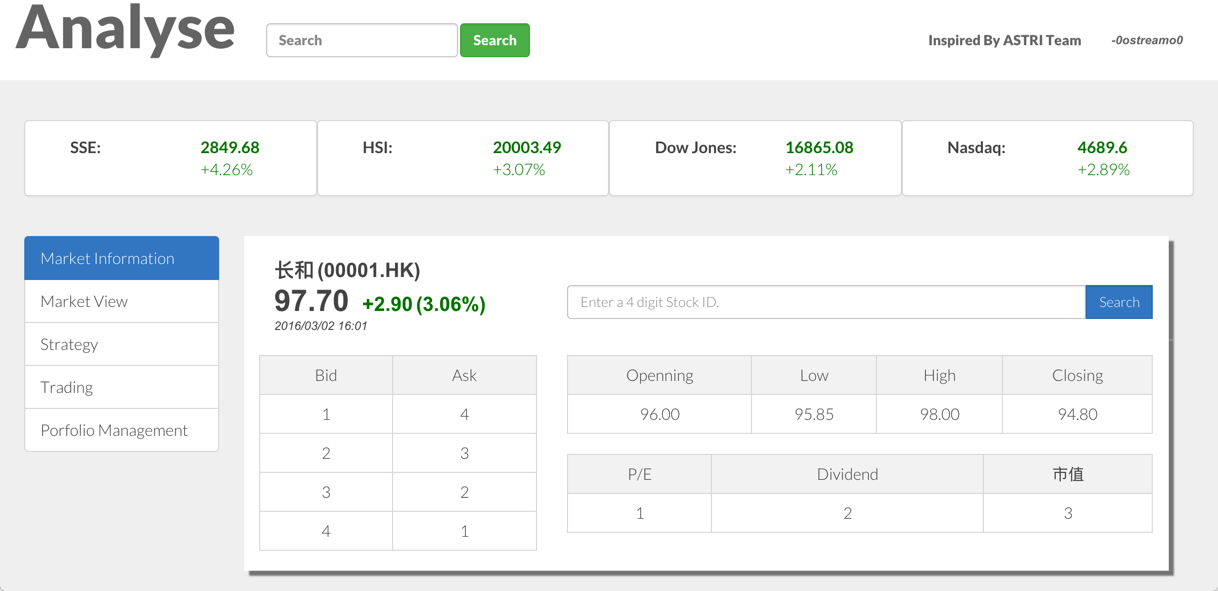 Analyse
Search
Search
Inspired By ASTRI Team
-0ostreamo0
SSE: 2849.68
+4.26%
HSI: 20003.49
+3.07%
Dow Jones: 16865.08
+2.11%
Nasdaq: 4689.6
+2.89%
Market Information
Market View
Strategy
Trading
Porfolio Management
长和 (00001.HK)
97.70 +2.90 (3.06%)
2016/03/02 16:01
Enter a 4 digit Stock ID. Search
Bid Ask
1 4
2 3
3 2
4 1
Openning Low High Closing
96.00 95.85 98.00 94.80
P/E Dividend 市值
1 2 3